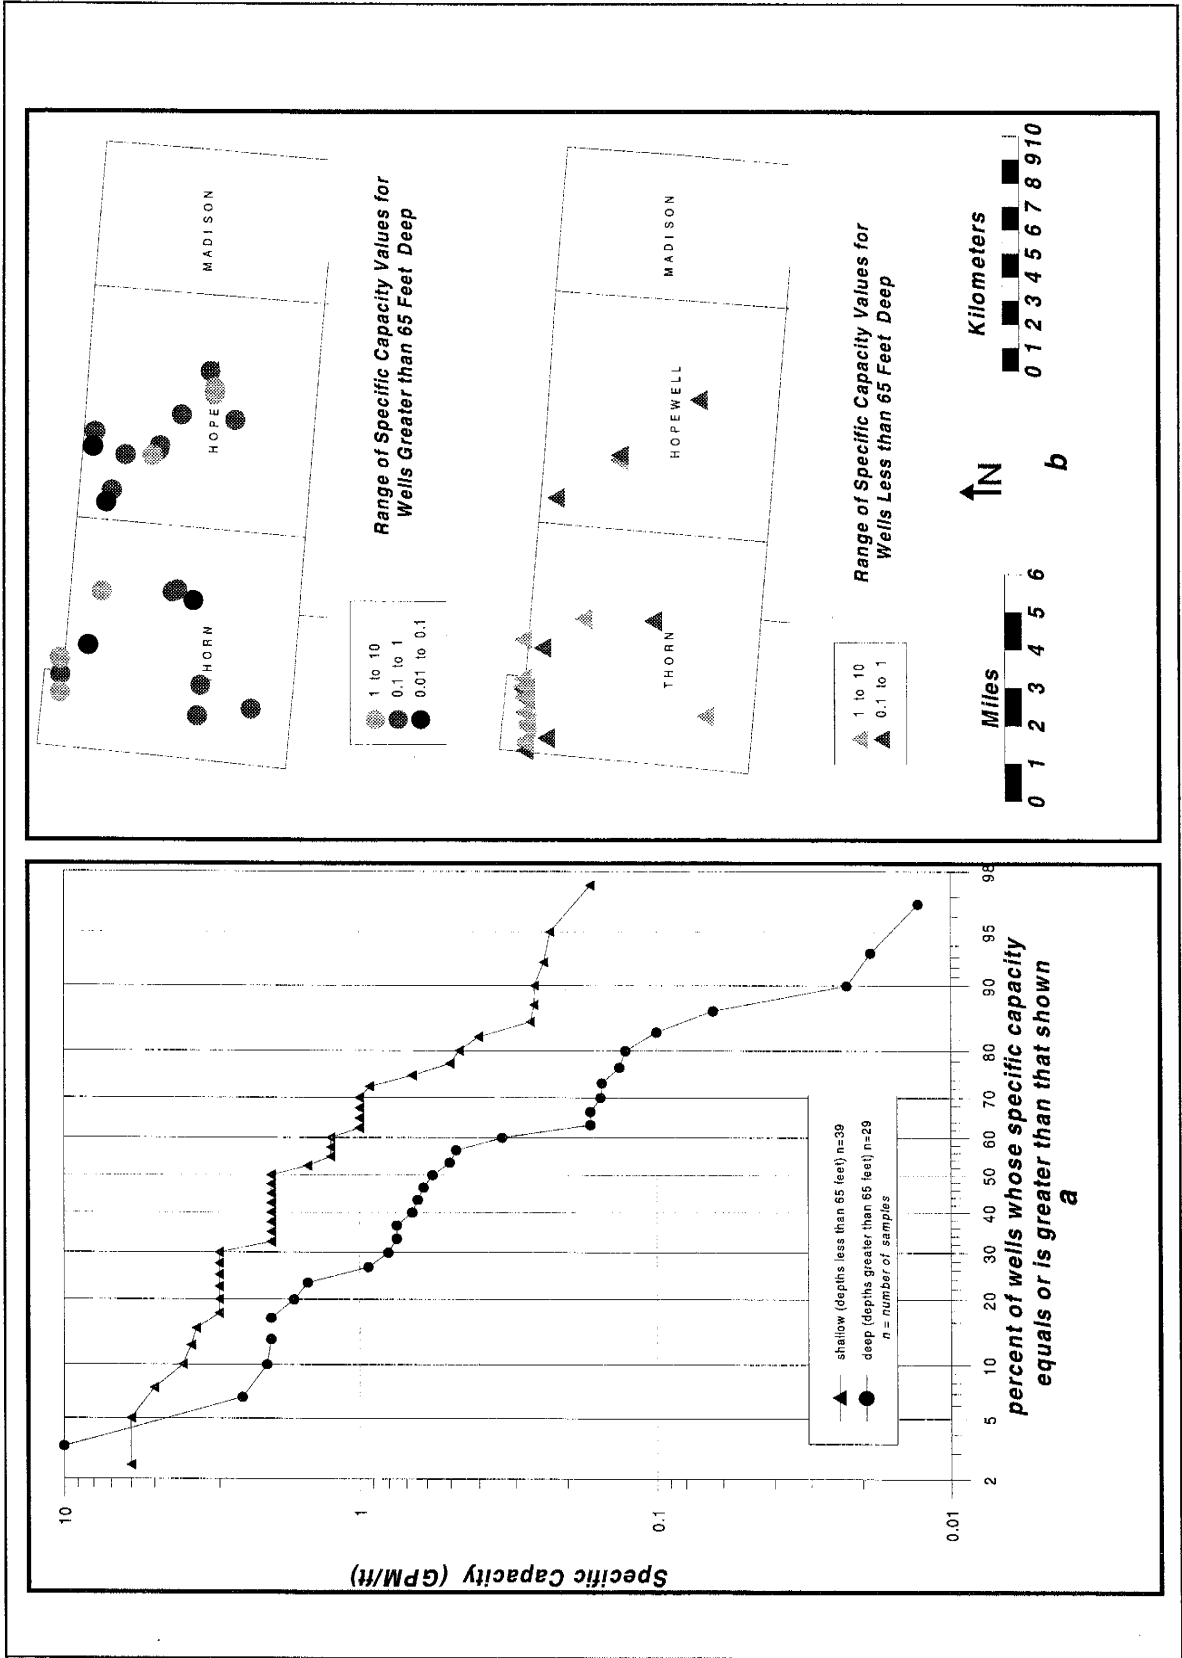 Specific Capacity (GPM/ft)
10
1
0.1
0.01
2
5
10
20
30
40
50
60
70
80
90
95
98
shallow (depths less than 65 feet) n=39
deep (depths greater than 65 feet) n=29
n = number of samples
percent of wells whose specific capacity
equals or is greater than that shown
a
THORN
HOPE
MADISON
1 to 10
0.1 to 1
0.01 to 0.1
Range of Specific Capacity Values for
Wells Greater than 65 Feet Deep
THORN
HOPEWELL
MADISON
1 to 10
0.1 to 1
Range of Specific Capacity Values for
Wells Less than 65 Feet Deep
Miles
0 1 2 3 4 5 6
N
Kilometers
0 1 2 3 4 5 6 7 8 9 10
b